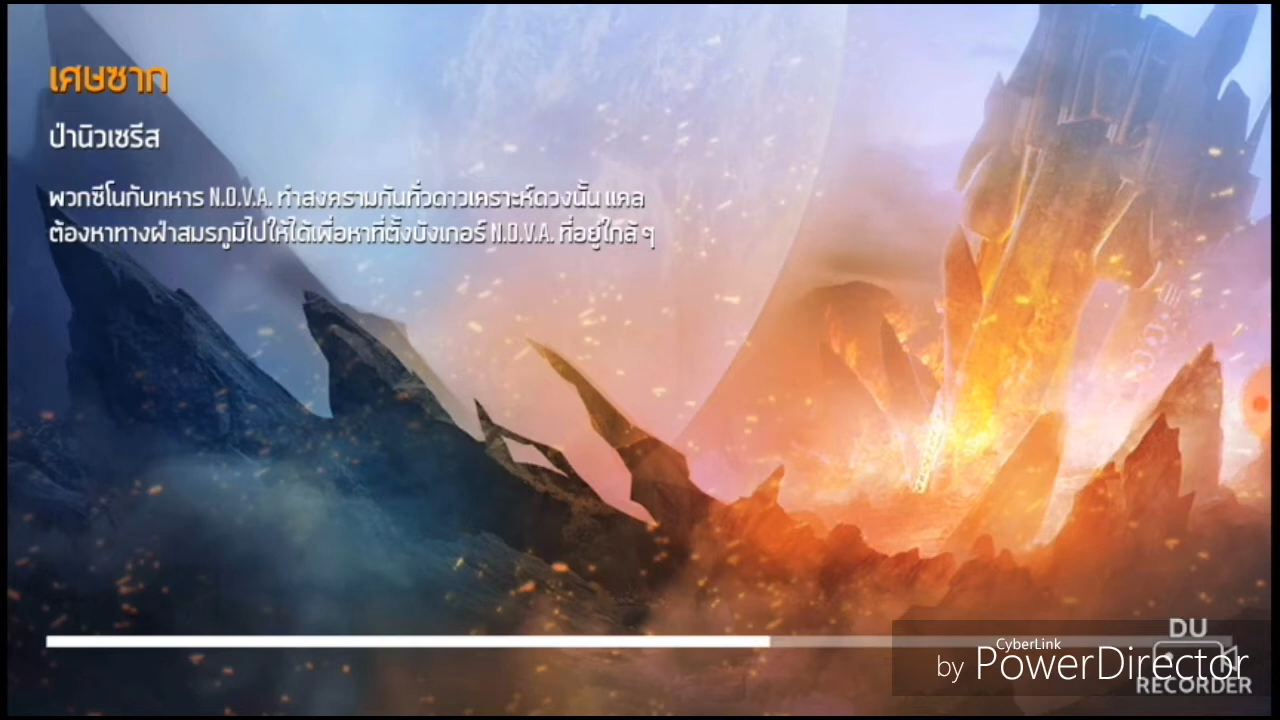 เศษซาก
ป่านิวเซรีส
พวกซีโนกับทหาร N.O.V.A. ทำสงครามกันทั่วดาวเคราะห์ดวงนั้น แคล
ต้องหาทางฝ่าสมรภูมิไปให้ได้เพื่อหาที่ตั้งบังเกอร์ N.O.V.A. ที่อยู่ใกล้ ๆ
DU
CyberLink
by PowerDirector
RECORDER